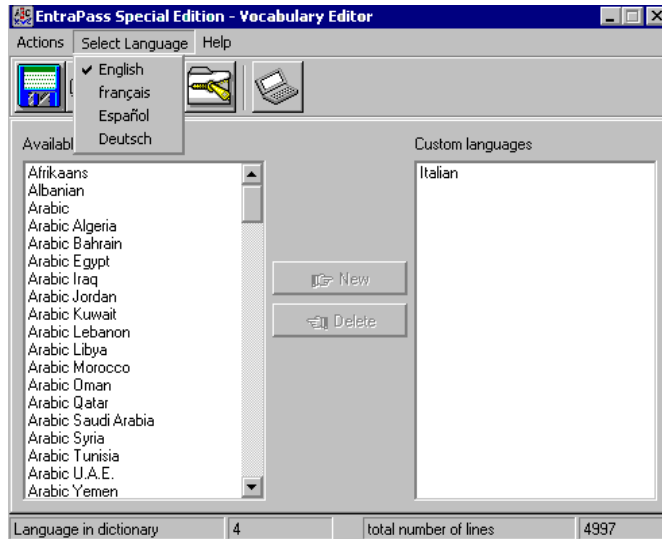 EntraPass Special Edition - Vocabulary Editor
Actions Select Language Help
English
français
Español
Deutsch
Custom languages
Afrikaans
Albanian
Arabic
Arabic Algeria
Arabic Bahrain
Arabic Egypt
Arabic Iraq
Arabic Jordan
Arabic Kuwait
Arabic Lebanon
Arabic Libya
Arabic Morocco
Arabic Oman
Arabic Qatar
Arabic Saudi Arabia
Arabic Syria
Arabic Tunisia
Arabic U.A.E.
Arabic Yemen
New
Delete
Italian
Language in dictionary 4 total number of lines 4997